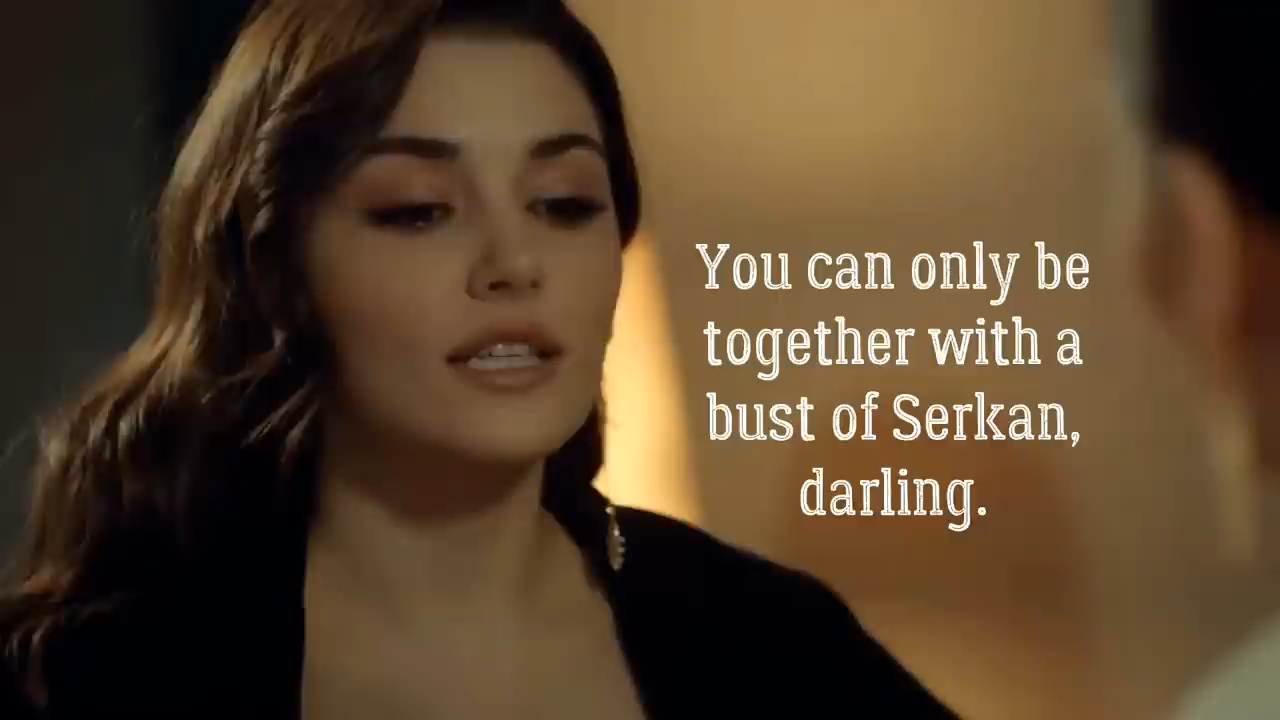 You can only be
together with a
bust of Serkan,
darling.